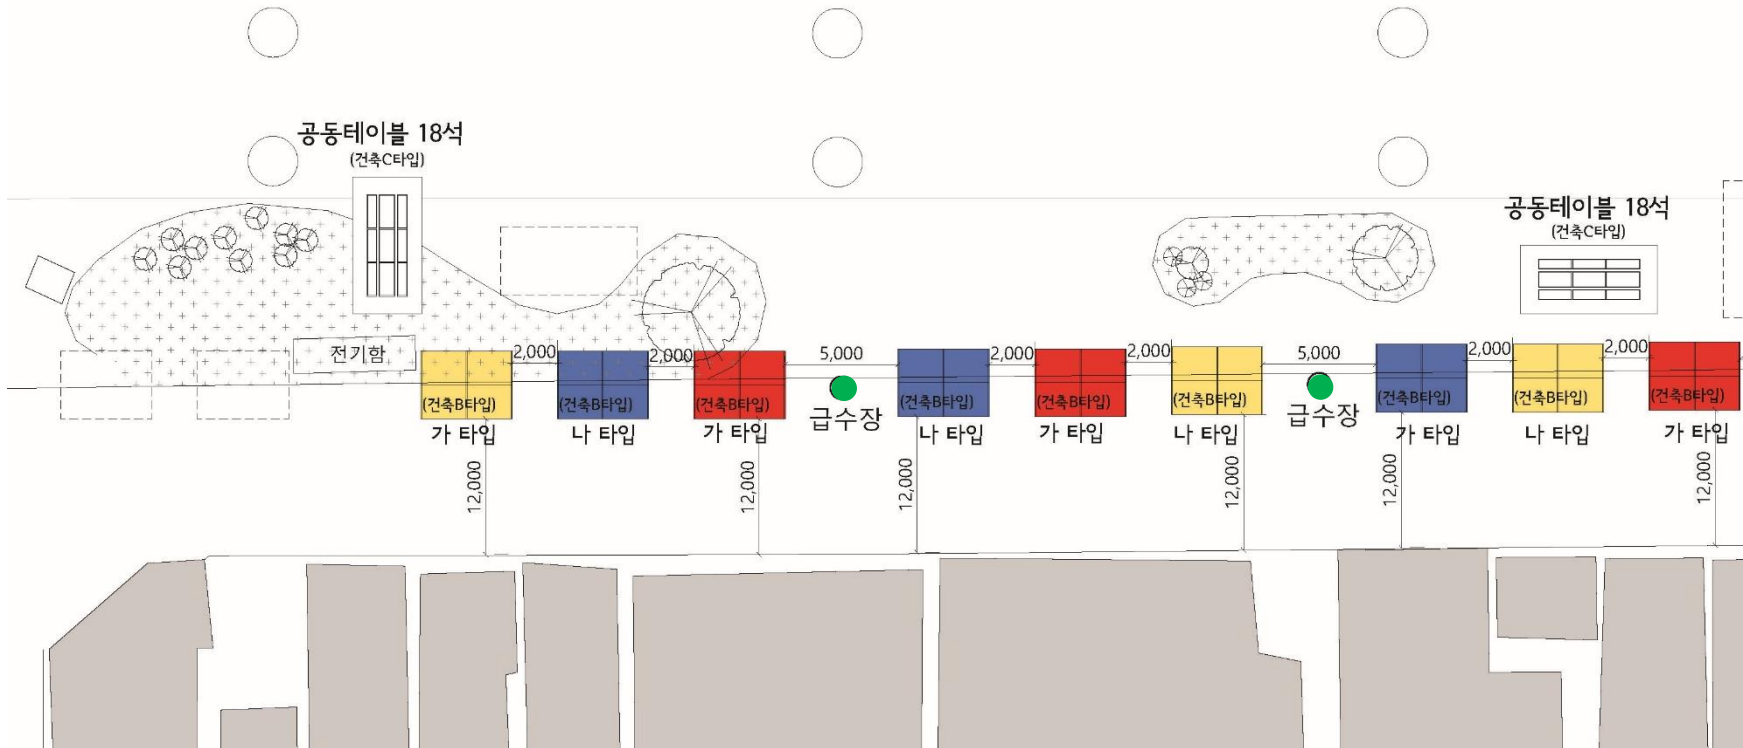 공동테이블 18석
(건축C타입)
공동테이블 18석
(건축C타입)
전기함
2,000
2,000
5,000
2,000
2,000
5,000
2,000
2,000
(건축B타입)
(건축B타입)
(건축B타입)
(건축B타입)
(건축B타입)
(건축B타입)
(건축B타입)
(건축B타입)
(건축B타입)
급수장
급수장
가 타입
나 타입
가 타입
나 타입
가 타입
나 타입
가 타입
나 타입
가 타입
12,000
12,000
12,000
12,000
12,000
12,000